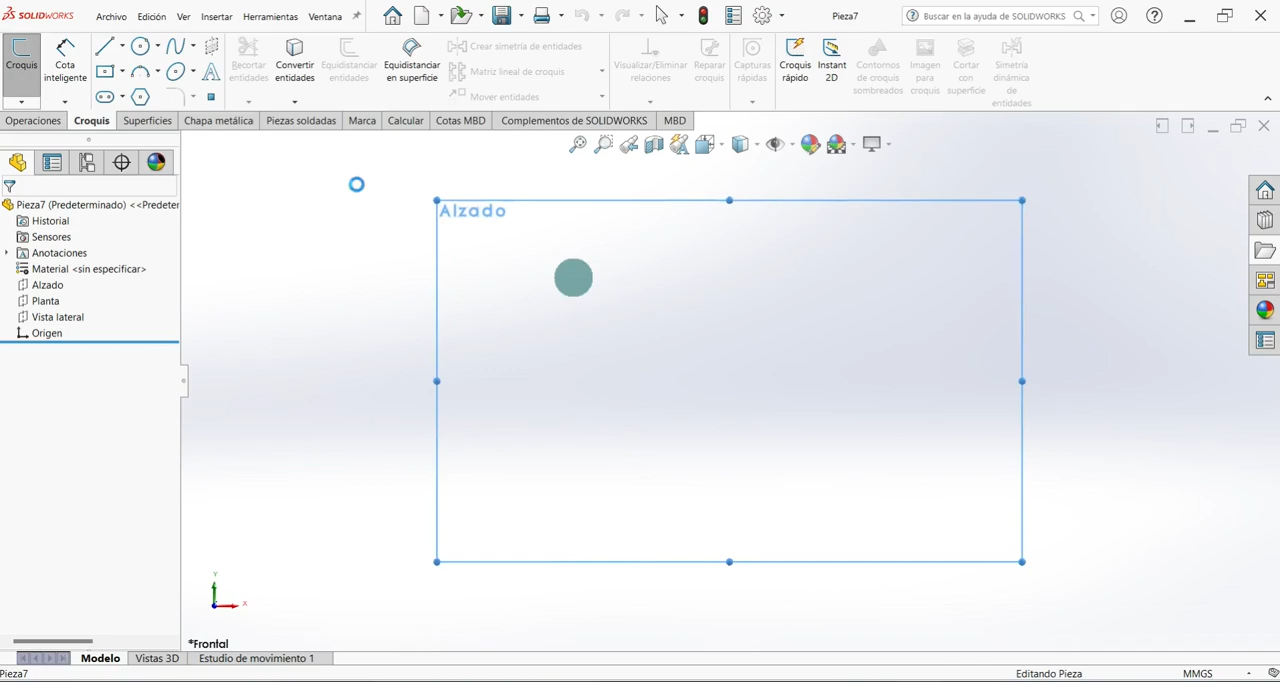 SOLIDWORKS
Archivo Edición Ver Insertar Herramientas Ventana
Pieza7
Buscar en la ayuda de SOLIDWORKS
Croquis
Cota inteligente
Recortar entidades
Convertir entidades
Equidistanciar entidades
Equidistanciar en superficie
Crear simetría de entidades
Matriz lineal de croquis
Mover entidades
Visualizar/Eliminar relaciones
Reparar croquis
Capturas rápidas
Croquis rápido
Instant 2D
Contornos de croquis sombreados
Imagen para croquis
Cortar con superficie
Simetría dinámica de entidades
Operaciones Croquis Superficies Chapa metálica Piezas soldadas Marca Calcular Cotas MBD Complementos de SOLIDWORKS MBD
Pieza7 (Predeterminado) <<Predeter
Historial
Sensores
Anotaciones
Material <sin especificar>
Alzado
Planta
Vista lateral
Origen
Alzado
Y
X
*Frontal
Modelo Vistas 3D Estudio de movimiento 1
Pieza7
Editando Pieza
MMGS